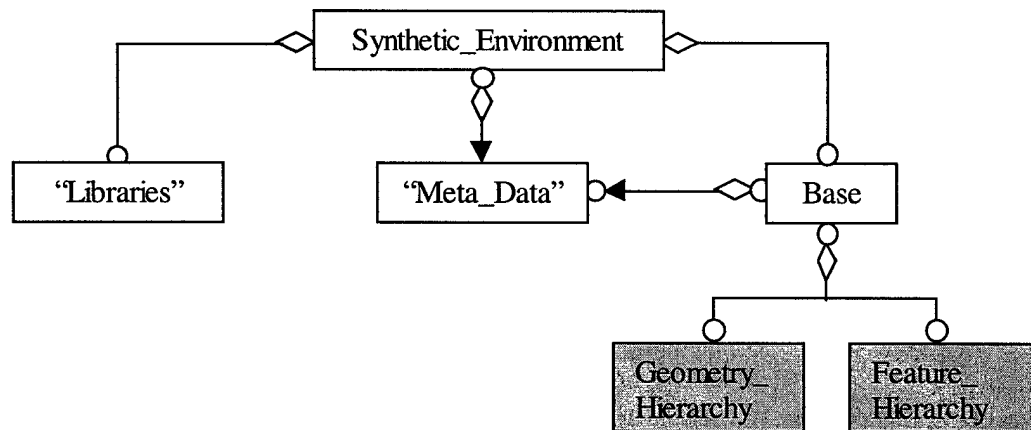 Synthetic_Environment
“Libraries”
“Meta_Data”
Base
Geometry_
Hierarchy
Feature_
Hierarchy